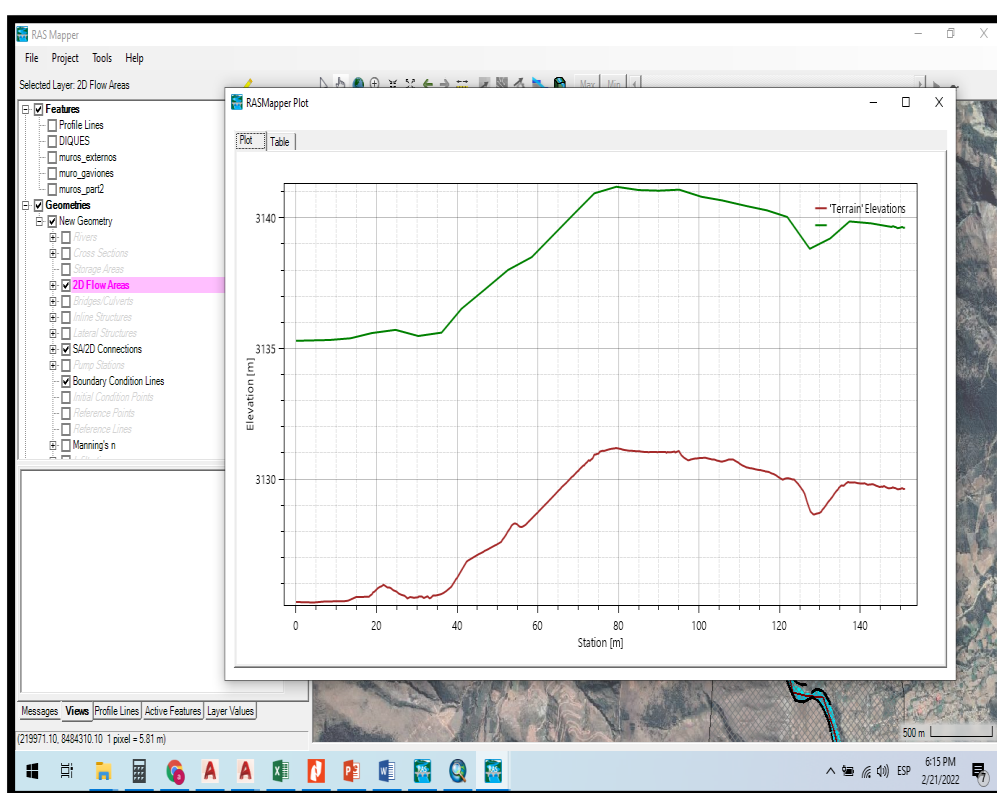 RAS Mapper
File Project Tools Help
Selected Layer: 2D Flow Areas
Max Min
Features
Profile Lines
DIQUES
muros_externos
muro_gaviones
muros_part2
Geometries
New Geometry
Rivers
Cross Sections
Storage Areas
2D Flow Areas
Bridges/Culverts
Inline Structures
Lateral Structures
SA/2D Connections
Pump Stations
Boundary Condition Lines
Initial Condition Points
Reference Points
Reference Lines
Manning's n
RASMapper Plot
Plot Table
'Terrain' Elevations
3140
3135
3130
Elevation [m]
0 20 40 60 80 100 120 140
Station [m]
Messages Views Profile Lines Active Features Layer Values
(219971.10, 8484310.10 1 pixel = 5.81 m)
500 m
ESP
6:15 PM
2/21/2022
7